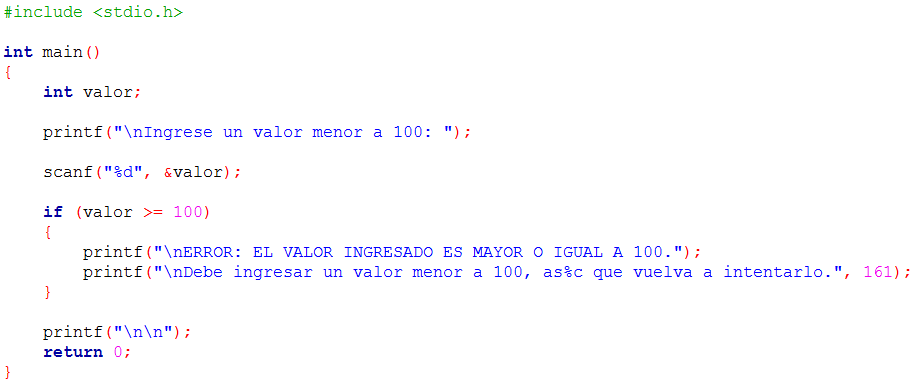 #include <stdio.h>
int main()
{
    int valor;
    printf("\nIngrese un valor menor a 100: ");
    scanf("%d", &valor);
    if (valor >= 100)
    {
        printf("\nERROR: EL VALOR INGRESADO ES MAYOR O IGUAL A 100.");
        printf("\nDebe ingresar un valor menor a 100, as%c que vuelva a intentarlo.", 161);
    }
    printf("\n\n");
    return 0;
}